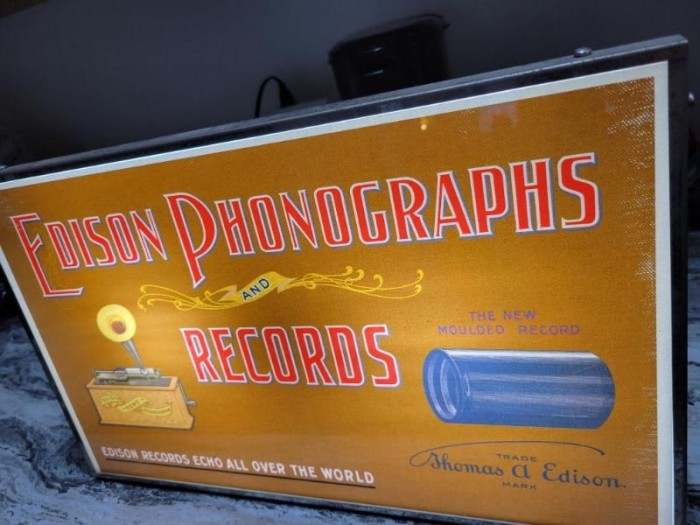 EDISON PHONOGRAPHS
AND
RECORDS
THE NEW
MOULDED RECORD
EDISON RECORDS ECHO ALL OVER THE WORLD
TRADE
Thomas A Edison.
MARK